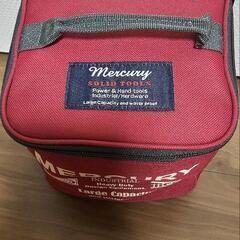 mercury
SOLID TOOLS
Power & Hand tools
Industrial/Hardware
Large Capacity and water proof
MERCURY
INDUSTRIAL
Heavy Duty
Large Capacity